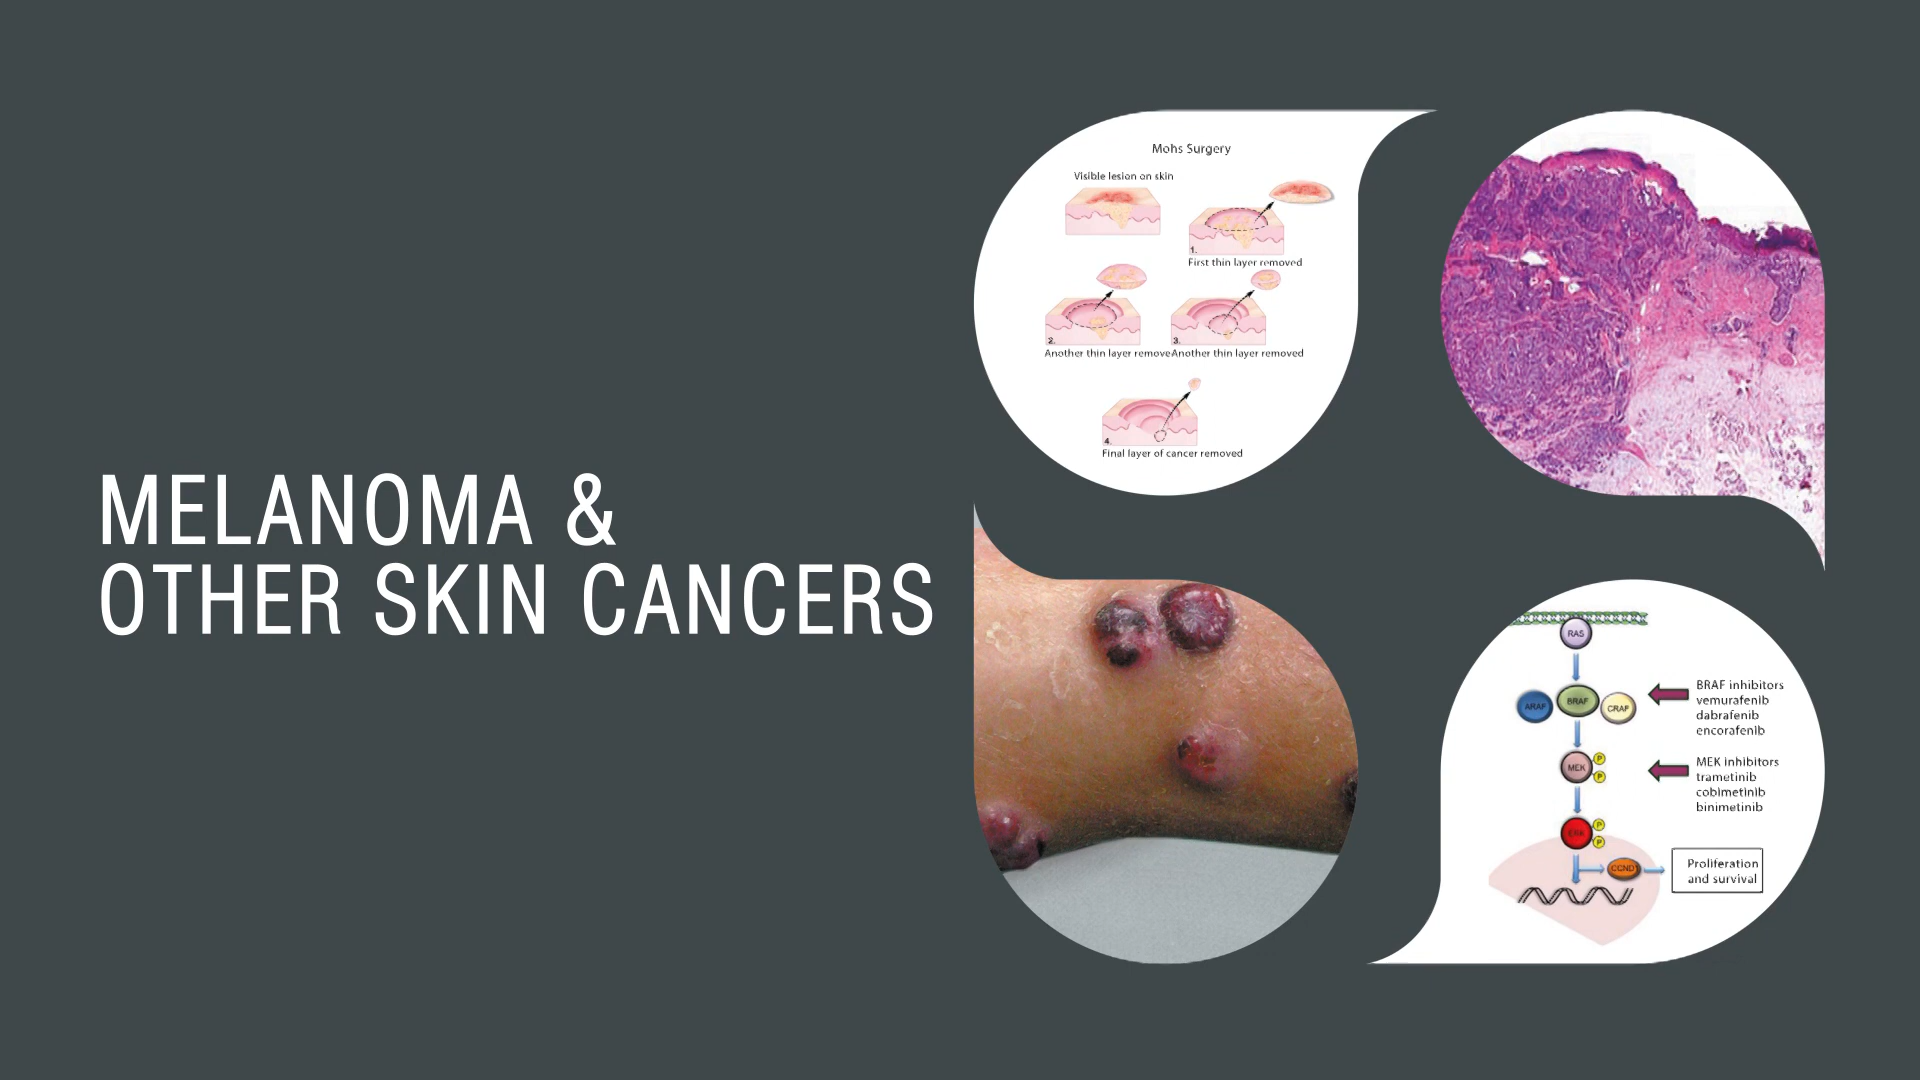 MELANOMA &
OTHER SKIN CANCERS
Mohs Surgery
Visible lesion on skin
1.
First thin layer removed
2.
Another thin layer remove
3.
Another thin layer removed
4.
Final layer of cancer removed
RAS
ARAF
BRAF
CRAF
BRAF inhibitors
vemurafenib
dabrafenib
encorafenib
MEK
P
P
MEK inhibitors
trametinib
cobimetinib
binimetinib
ERK
P
P
CCND1
Proliferation
and survival